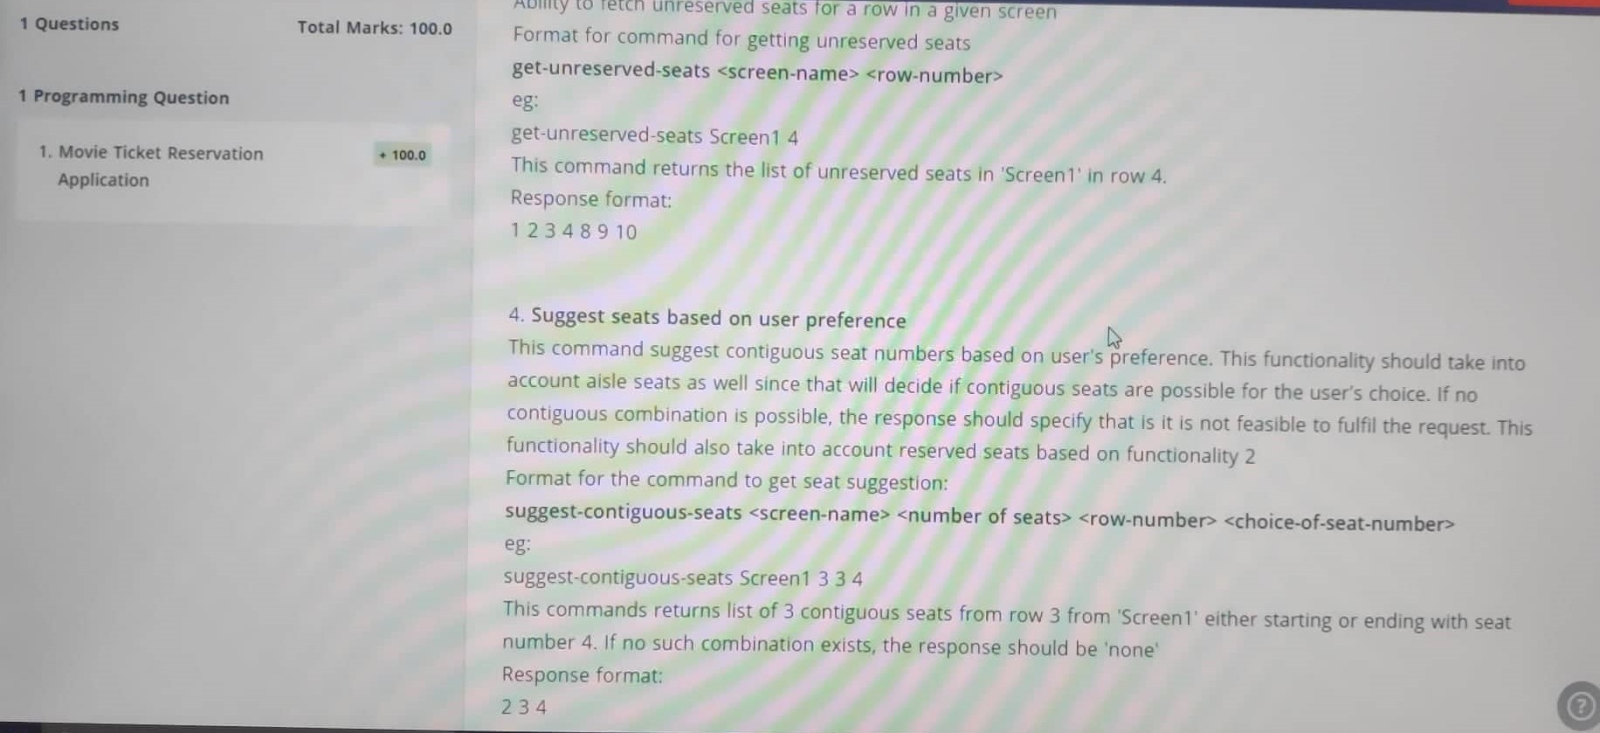 1 Questions
Total Marks: 100.0
1 Programming Question
1. Movie Ticket Reservation
Application
+ 100.0
Ability to fetch unreserved seats for a row in a given screen
Format for command for getting unreserved seats
get-unreserved-seats <screen-name> <row-number>
eg:
get-unreserved-seats Screen1 4
This command returns the list of unreserved seats in 'Screen1' in row 4.
Response format:
1 2 3 4 8 9 10
4. Suggest seats based on user preference
This command suggest contiguous seat numbers based on user's preference. This functionality should take into
account aisle seats as well since that will decide if contiguous seats are possible for the user's choice. If no
contiguous combination is possible, the response should specify that is it is not feasible to fulfil the request. This
functionality should also take into account reserved seats based on functionality 2
Format for the command to get seat suggestion:
suggest-contiguous-seats <screen-name> <number of seats> <row-number> <choice-of-seat-number>
eg:
suggest-contiguous-seats Screen1 3 3 4
This commands returns list of 3 contiguous seats from row 3 from 'Screen1' either starting or ending with seat
number 4. If no such combination exists, the response should be 'none'
Response format:
2 3 4
?